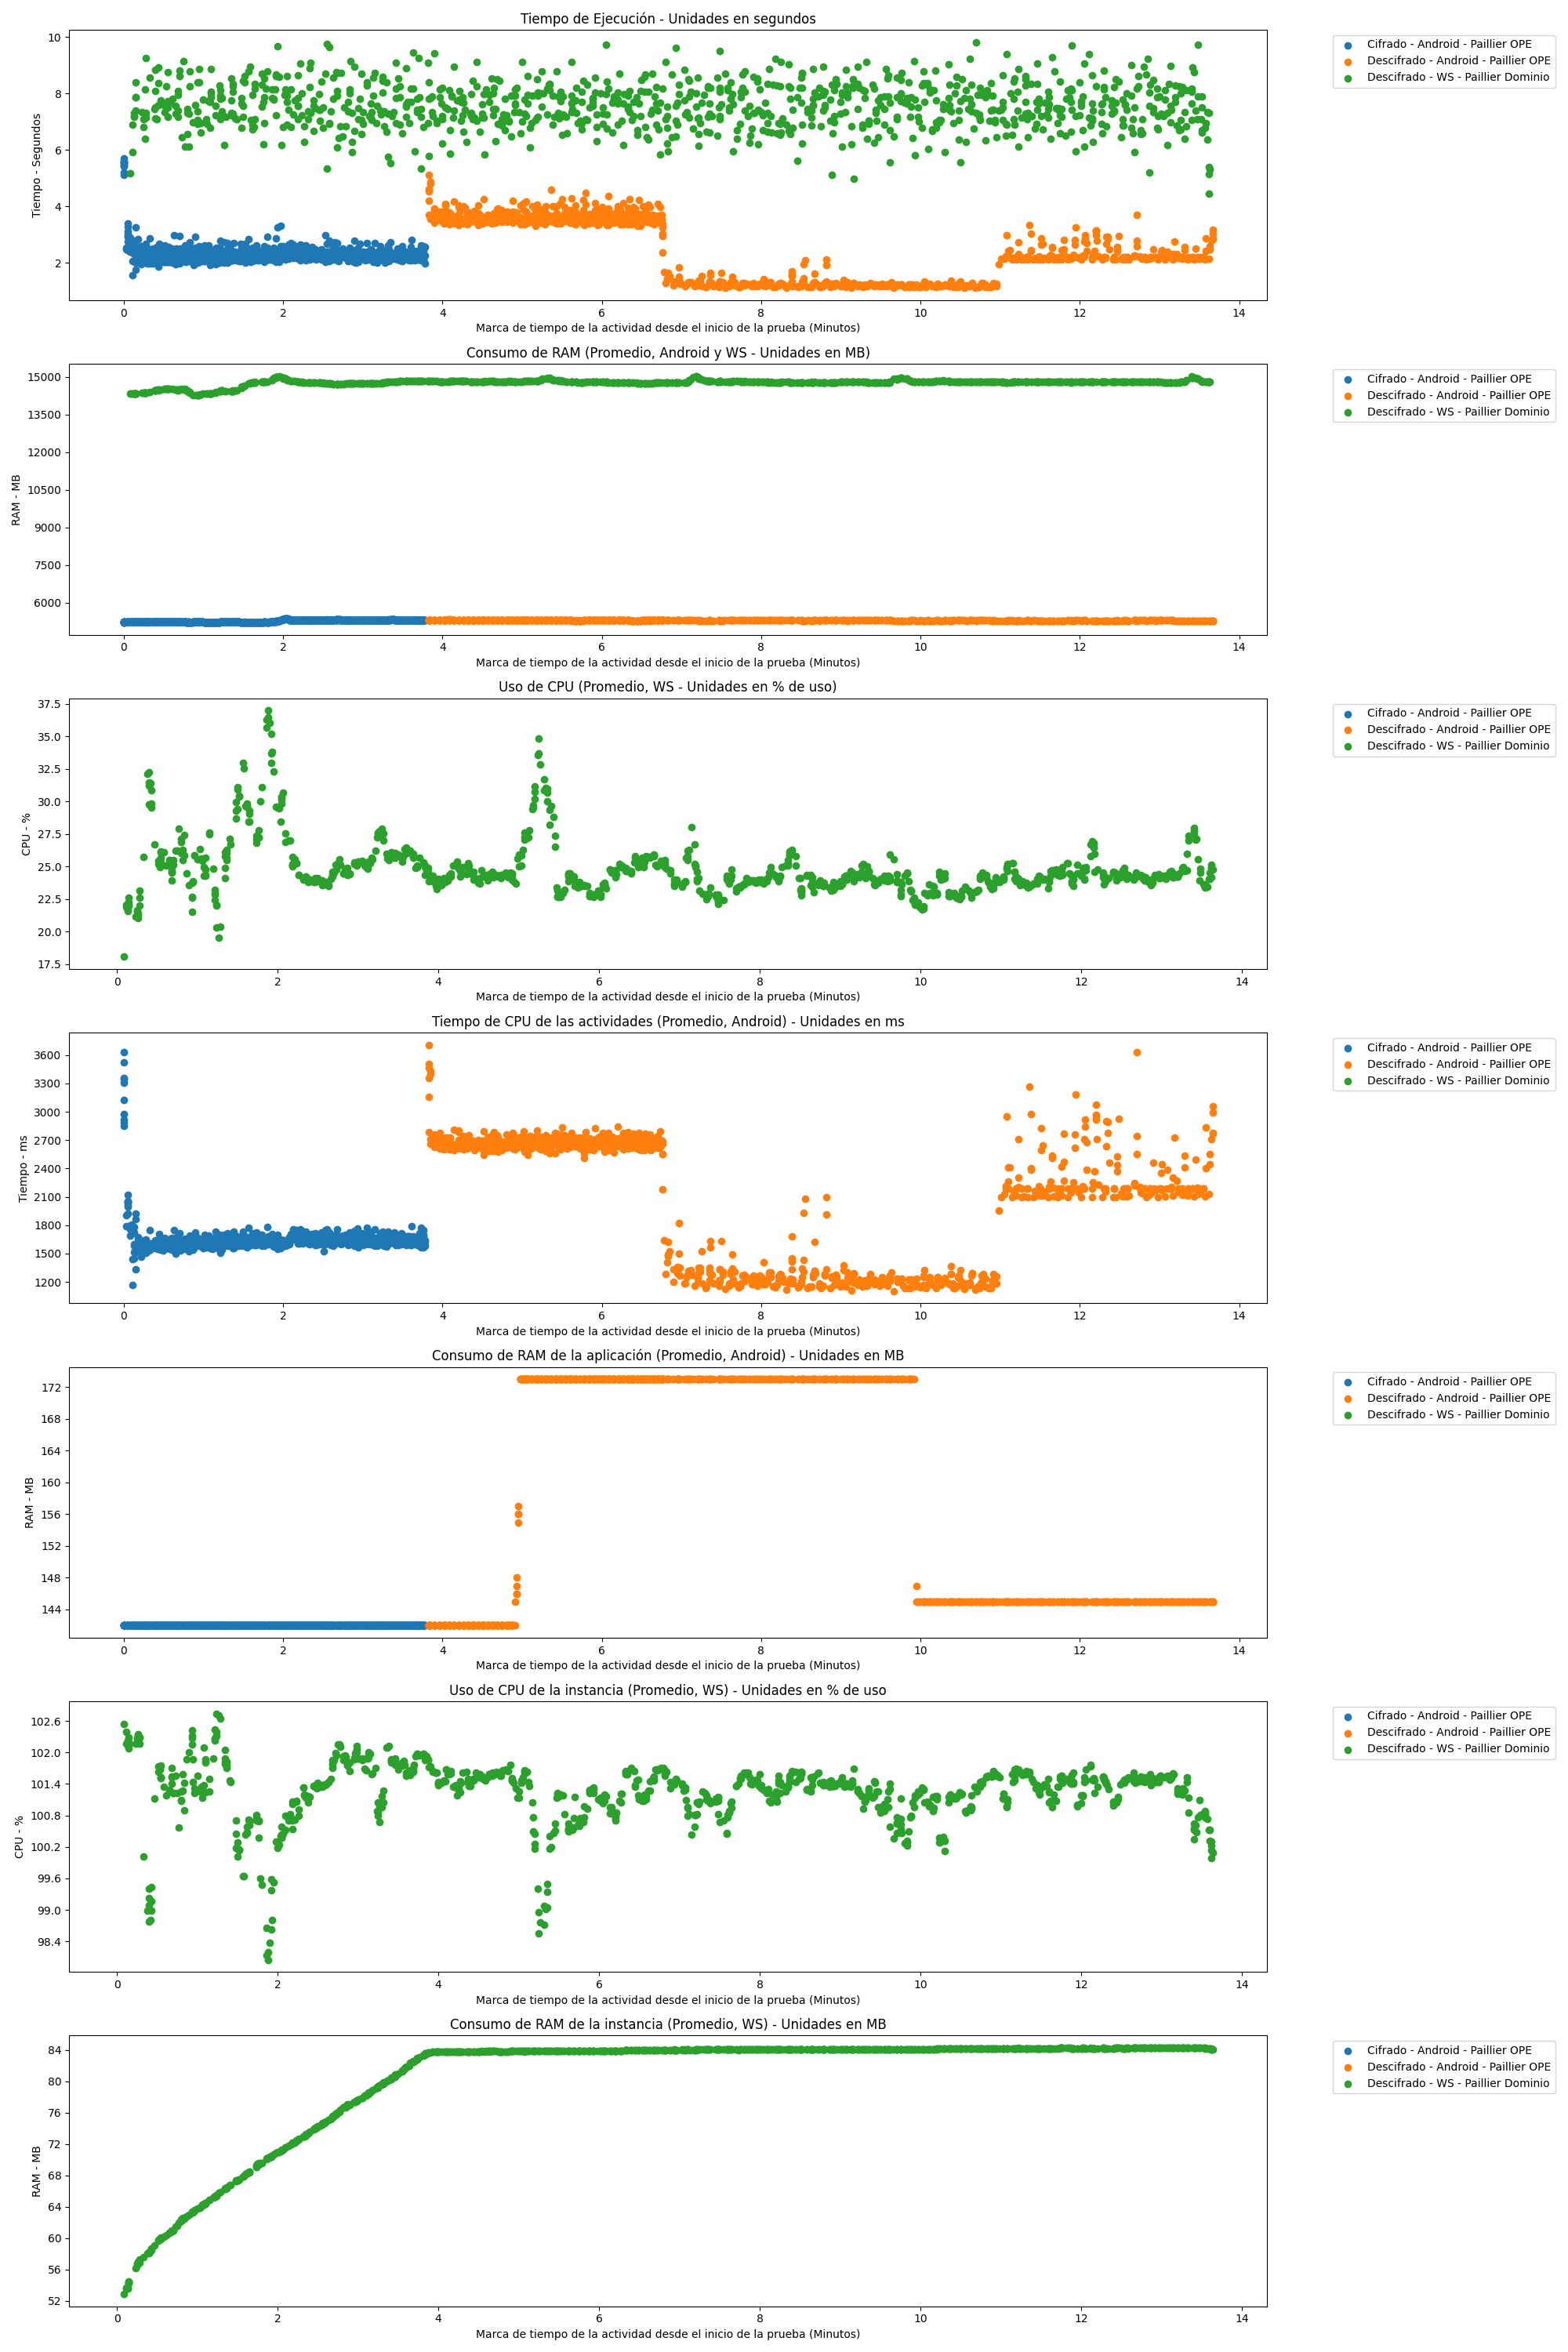 Tiempo de Ejecución - Unidades en segundos
10
8
6
4
2
Tiempo - Segundos
0 2 4 6 8 10 12 14
Marca de tiempo de la actividad desde el inicio de la prueba (Minutos)
Cifrado - Android - Paillier OPE
Descifrado - Android - Paillier OPE
Descifrado - WS - Paillier Dominio
Consumo de RAM (Promedio, Android y WS - Unidades en MB)
15000
13500
12000
10500
9000
7500
6000
RAM - MB
0 2 4 6 8 10 12 14
Marca de tiempo de la actividad desde el inicio de la prueba (Minutos)
Cifrado - Android - Paillier OPE
Descifrado - Android - Paillier OPE
Descifrado - WS - Paillier Dominio
Uso de CPU (Promedio, WS - Unidades en % de uso)
37.5
35.0
32.5
30.0
27.5
25.0
22.5
20.0
17.5
CPU - %
0 2 4 6 8 10 12 14
Marca de tiempo de la actividad desde el inicio de la prueba (Minutos)
Cifrado - Android - Paillier OPE
Descifrado - Android - Paillier OPE
Descifrado - WS - Paillier Dominio
Tiempo de CPU de las actividades (Promedio, Android) - Unidades en ms
3600
3300
3000
2700
2400
2100
1800
1500
1200
Tiempo - ms
0 2 4 6 8 10 12 14
Marca de tiempo de la actividad desde el inicio de la prueba (Minutos)
Cifrado - Android - Paillier OPE
Descifrado - Android - Paillier OPE
Descifrado - WS - Paillier Dominio
Consumo de RAM de la aplicación (Promedio, Android) - Unidades en MB
172
168
164
160
156
152
148
144
RAM - MB
0 2 4 6 8 10 12 14
Marca de tiempo de la actividad desde el inicio de la prueba (Minutos)
Cifrado - Android - Paillier OPE
Descifrado - Android - Paillier OPE
Descifrado - WS - Paillier Dominio
Uso de CPU de la instancia (Promedio, WS) - Unidades en % de uso
102.6
102.0
101.4
100.8
100.2
99.6
99.0
98.4
CPU - %
0 2 4 6 8 10 12 14
Marca de tiempo de la actividad desde el inicio de la prueba (Minutos)
Cifrado - Android - Paillier OPE
Descifrado - Android - Paillier OPE
Descifrado - WS - Paillier Dominio
Consumo de RAM de la instancia (Promedio, WS) - Unidades en MB
84
80
76
72
68
64
60
56
52
RAM - MB
0 2 4 6 8 10 12 14
Marca de tiempo de la actividad desde el inicio de la prueba (Minutos)
Cifrado - Android - Paillier OPE
Descifrado - Android - Paillier OPE
Descifrado - WS - Paillier Dominio